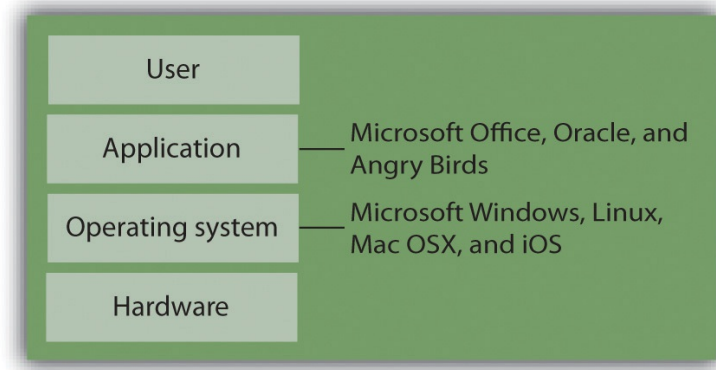 User
Application
Microsoft Office, Oracle, and
Angry Birds
Operating system
Microsoft Windows, Linux,
Mac OSX, and iOS
Hardware